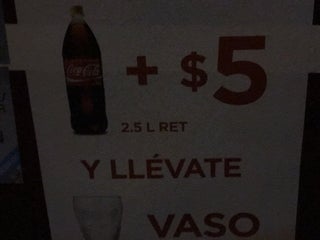 Coca-Cola
+ $5
2.5 L RET
Y LLÉVATE
VASO